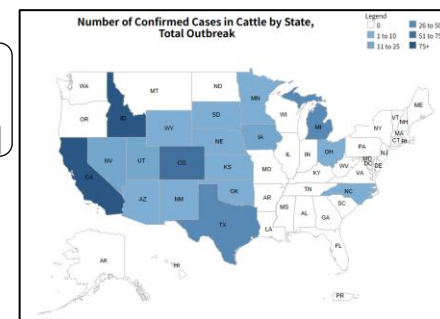 Number of Confirmed Cases in Cattle by State,
Total Outbreak
Legend
0
1 to 10
11 to 25
26 to 50
51 to 75
75+
WA
MT
ND
MN
ME
OR
ID
SD
WI
MI
NY
VT
NH
MA
CT
RI
WY
NE
IA
PA
NJ
NV
UT
CO
KS
MO
IL
IN
OH
WV
VA
MD
DC
DE
KY
CA
AZ
NM
OK
AR
TN
NC
SC
TX
LA
MS
AL
GA
FL
AK
HI
PR